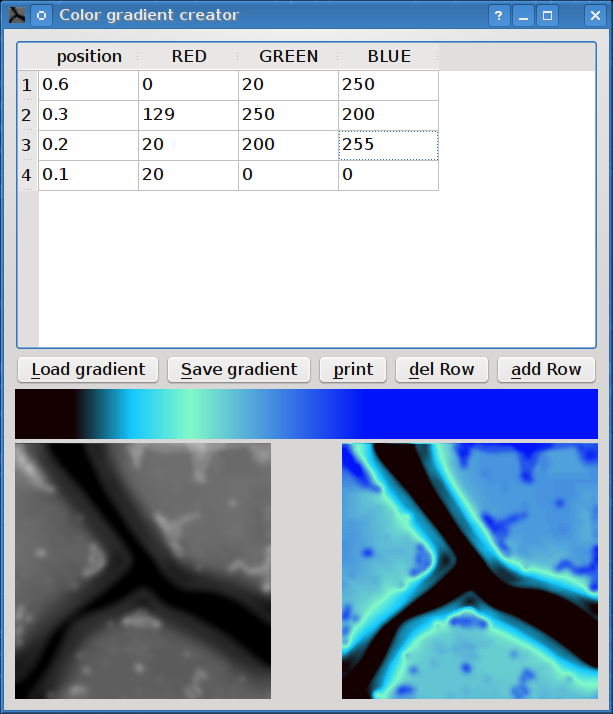 Color gradient creator ?
position RED GREEN BLUE
1 0.6 0 20 250
2 0.3 129 250 200
3 0.2 20 200 255
4 0.1 20 0 0
Load gradient Save gradient print del Row add Row